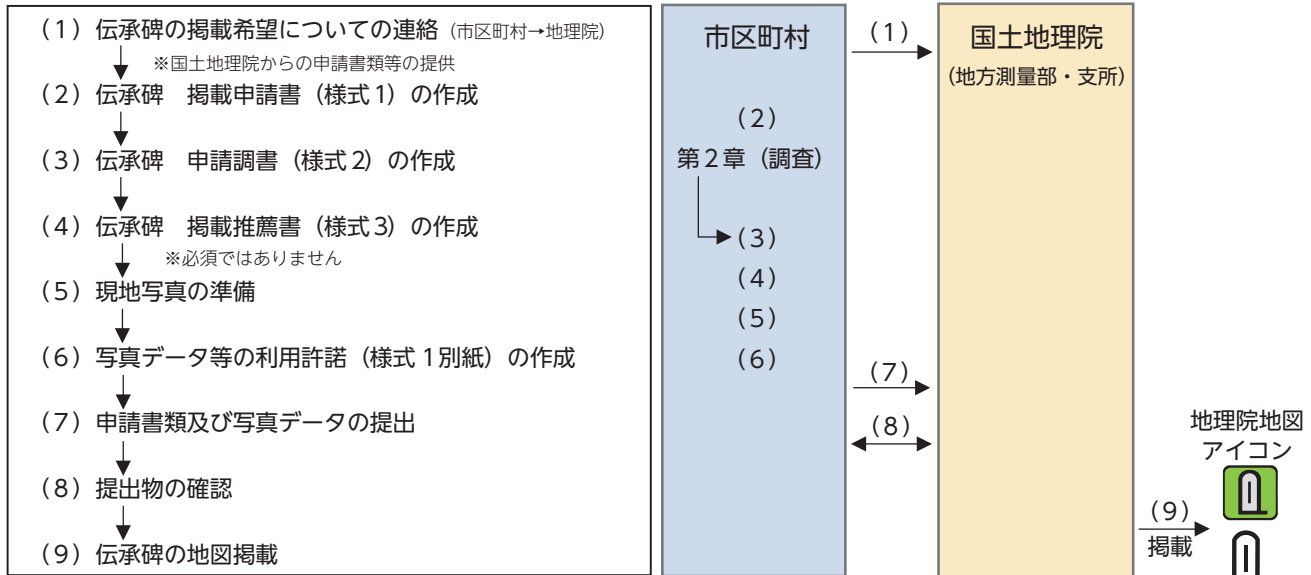 (1)伝承碑の掲載希望についての連絡(市区町村→地理院)
※国土地理院からの申請書類等の提供
(2)伝承碑 掲載申請書(様式1)の作成
(3)伝承碑 申請調書(様式2)の作成
(4)伝承碑 掲載推薦書(様式3)の作成
※必須ではありません
(5)現地写真の準備
(6)写真データ等の利用許諾(様式1別紙)の作成
(7)申請書類及び写真データの提出
(8)提出物の確認
(9)伝承碑の地図掲載
市区町村
(2)
第2章(調査)
(3)
(4)
(5)
(6)
(1)
(7)
(8)
国土地理院
(地方測量部・支所)
(9)
掲載
地理院地図
アイコン